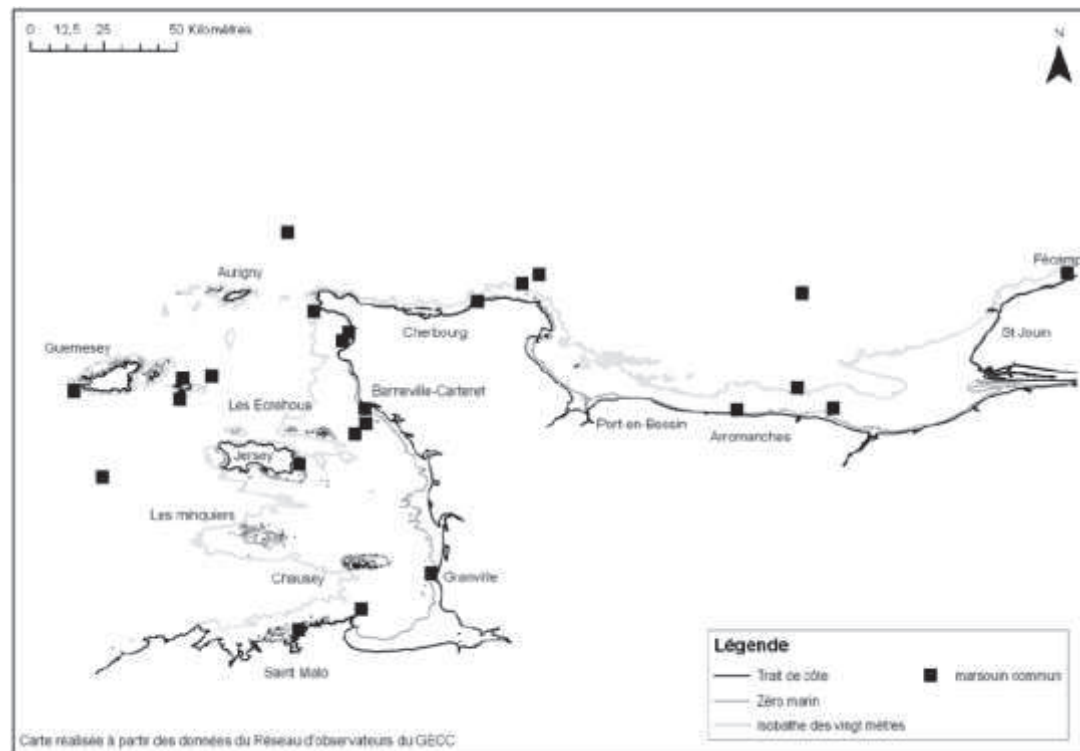 0 12,5 25 50 Kilomètres
N
Aurigny
Fécamp
Cherbourg
St Jouin
Guernesey
Barneville-Carteret
Les Ecrehous
Port-en-Bessin
Arromanches
Jersey
Les minquiers
Chausey
Granville
Saint Malo
Légende
Trait de côte
marsouin commun
Zéro marin
Isobathe des vingt mètres
Carte réalisée à partir des données du Réseau d'observateurs du GECC